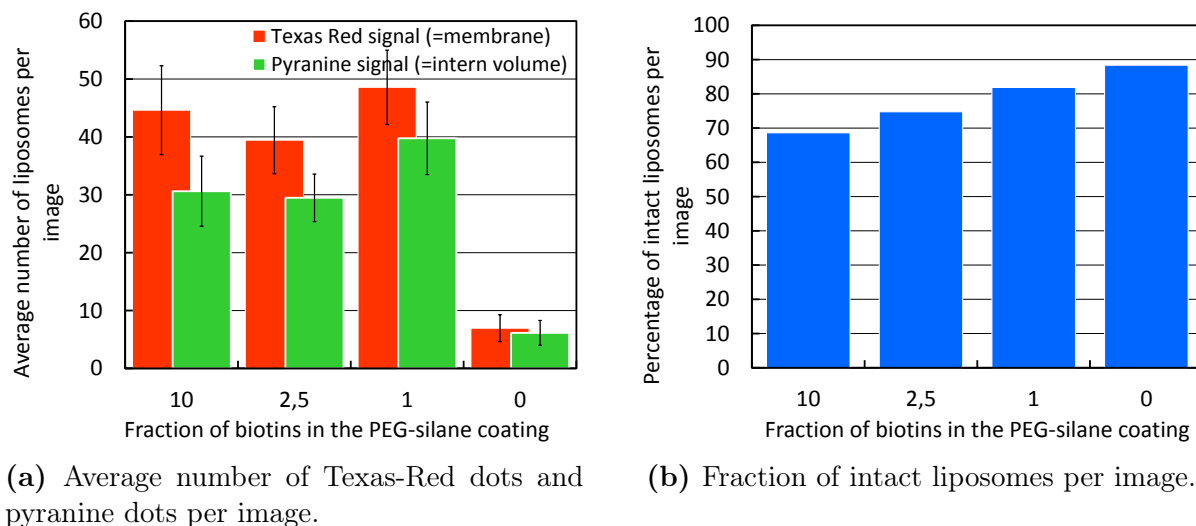 60
50
40
30
20
10
0
Average number of liposomes per
image
Texas Red signal (=membrane)
Pyranine signal (=intern volume)
10 2,5 1 0
Fraction of biotins in the PEG-silane coating
(a) Average number of Texas-Red dots and
pyranine dots per image.
100
90
80
70
60
50
40
30
20
10
0
Percentage of intact liposomes per
image
10 2,5 1 0
Fraction of biotins in the PEG-silane coating
(b) Fraction of intact liposomes per image.